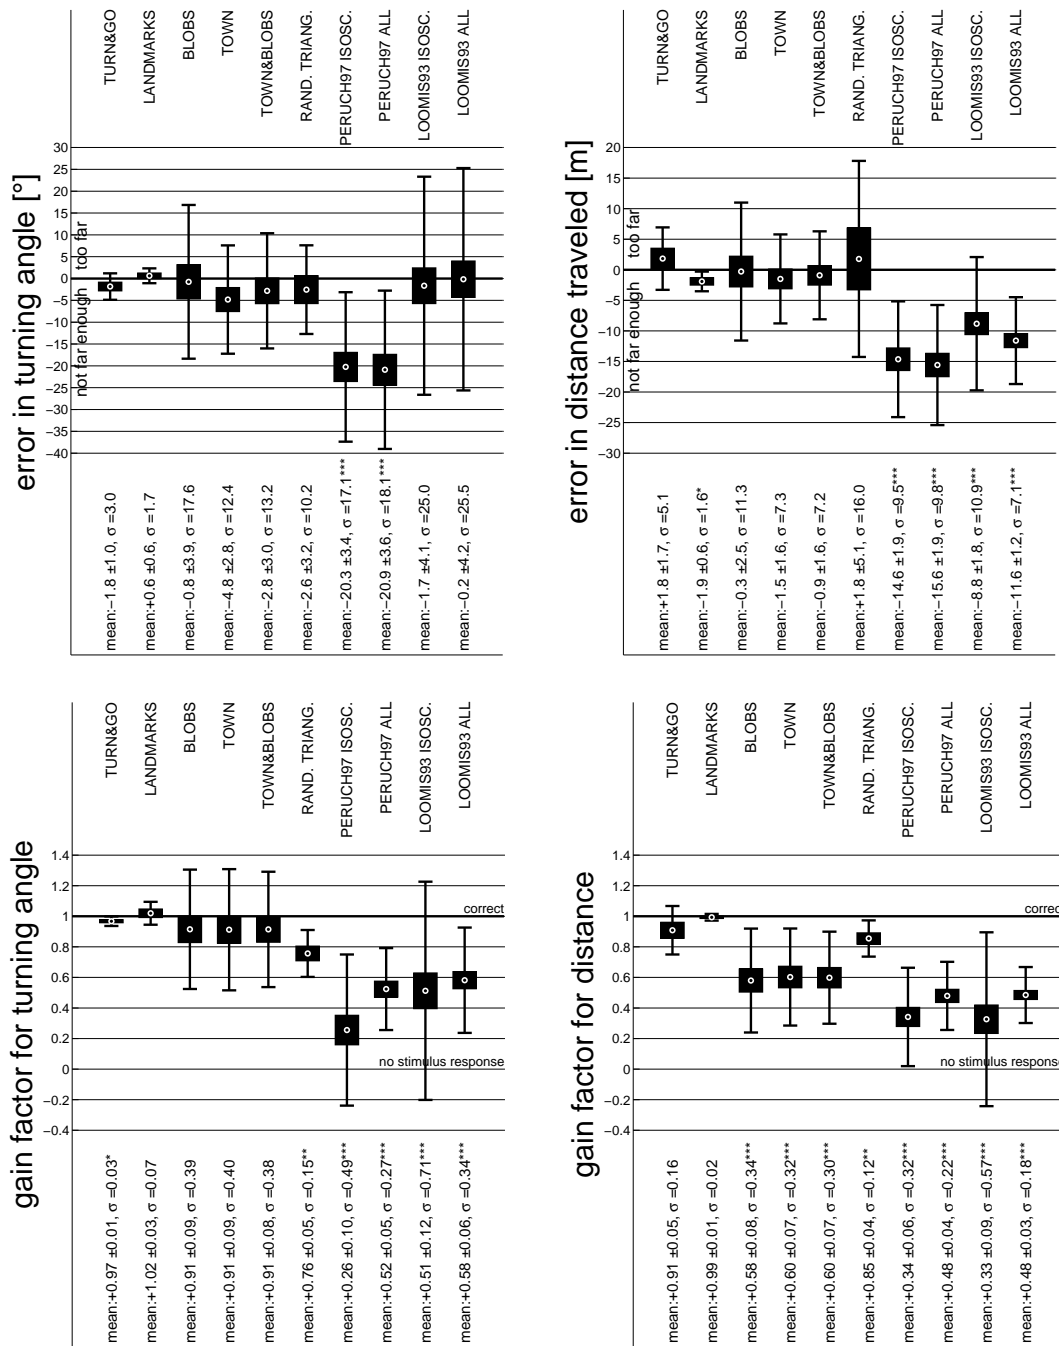 TURN&GO
LANDMARKS
BLOBS
TOWN
TOWN&BLOBS
RAND. TRIANG.
PERUCH97 ISOSC.
PERUCH97 ALL
LOOMIS93 ISOSC.
LOOMIS93 ALL
error in turning angle [°]
not far enough too far
30
25
20
15
10
5
0
−5
−10
−15
−20
−25
−30
−35
−40
mean:−1.8 ±1.0, σ =3.0
mean:+0.6 ±0.6, σ =1.7
mean:−0.8 ±3.9, σ =17.6
mean:−4.8 ±2.8, σ =12.4
mean:−2.8 ±3.0, σ =13.2
mean:−2.6 ±3.2, σ =10.2
mean:−20.3 ±3.4, σ =17.1***
mean:−20.9 ±3.6, σ =18.1***
mean:−1.7 ±4.1, σ =25.0
mean:−0.2 ±4.2, σ =25.5
TURN&GO
LANDMARKS
BLOBS
TOWN
TOWN&BLOBS
RAND. TRIANG.
PERUCH97 ISOSC.
PERUCH97 ALL
LOOMIS93 ISOSC.
LOOMIS93 ALL
error in distance traveled [m]
not far enough too far
20
15
10
5
0
−5
−10
−15
−20
−25
−30
mean:+1.8 ±1.7, σ =5.1
mean:−1.9 ±0.6, σ =1.6*
mean:−0.3 ±2.5, σ =11.3
mean:−1.5 ±1.6, σ =7.3
mean:−0.9 ±1.6, σ =7.2
mean:+1.8 ±5.1, σ =16.0
mean:−14.6 ±1.9, σ =9.5***
mean:−15.6 ±1.9, σ =9.8***
mean:−8.8 ±1.8, σ =10.9***
mean:−11.6 ±1.2, σ =7.1***
TURN&GO
LANDMARKS
BLOBS
TOWN
TOWN&BLOBS
RAND. TRIANG.
PERUCH97 ISOSC.
PERUCH97 ALL
LOOMIS93 ISOSC.
LOOMIS93 ALL
gain factor for turning angle
1.4
1.2
1
0.8
0.6
0.4
0.2
0
−0.2
−0.4
correct
no stimulus response
mean:+0.97 ±0.01, σ =0.03*
mean:+1.02 ±0.03, σ =0.07
mean:+0.91 ±0.09, σ =0.39
mean:+0.91 ±0.09, σ =0.40
mean:+0.91 ±0.08, σ =0.38
mean:+0.76 ±0.05, σ =0.15**
mean:+0.26 ±0.10, σ =0.49***
mean:+0.52 ±0.05, σ =0.27***
mean:+0.51 ±0.12, σ =0.71***
mean:+0.58 ±0.06, σ =0.34***
TURN&GO
LANDMARKS
BLOBS
TOWN
TOWN&BLOBS
RAND. TRIANG.
PERUCH97 ISOSC.
PERUCH97 ALL
LOOMIS93 ISOSC.
LOOMIS93 ALL
gain factor for distance
1.4
1.2
1
0.8
0.6
0.4
0.2
0
−0.2
−0.4
correct
no stimulus response
mean:+0.91 ±0.05, σ =0.16
mean:+0.99 ±0.01, σ =0.02
mean:+0.58 ±0.08, σ =0.34***
mean:+0.60 ±0.07, σ =0.32***
mean:+0.60 ±0.07, σ =0.30***
mean:+0.85 ±0.04, σ =0.12**
mean:+0.34 ±0.06, σ =0.32***
mean:+0.48 ±0.04, σ =0.22***
mean:+0.33 ±0.09, σ =0.57***
mean:+0.48 ±0.03, σ =0.18***